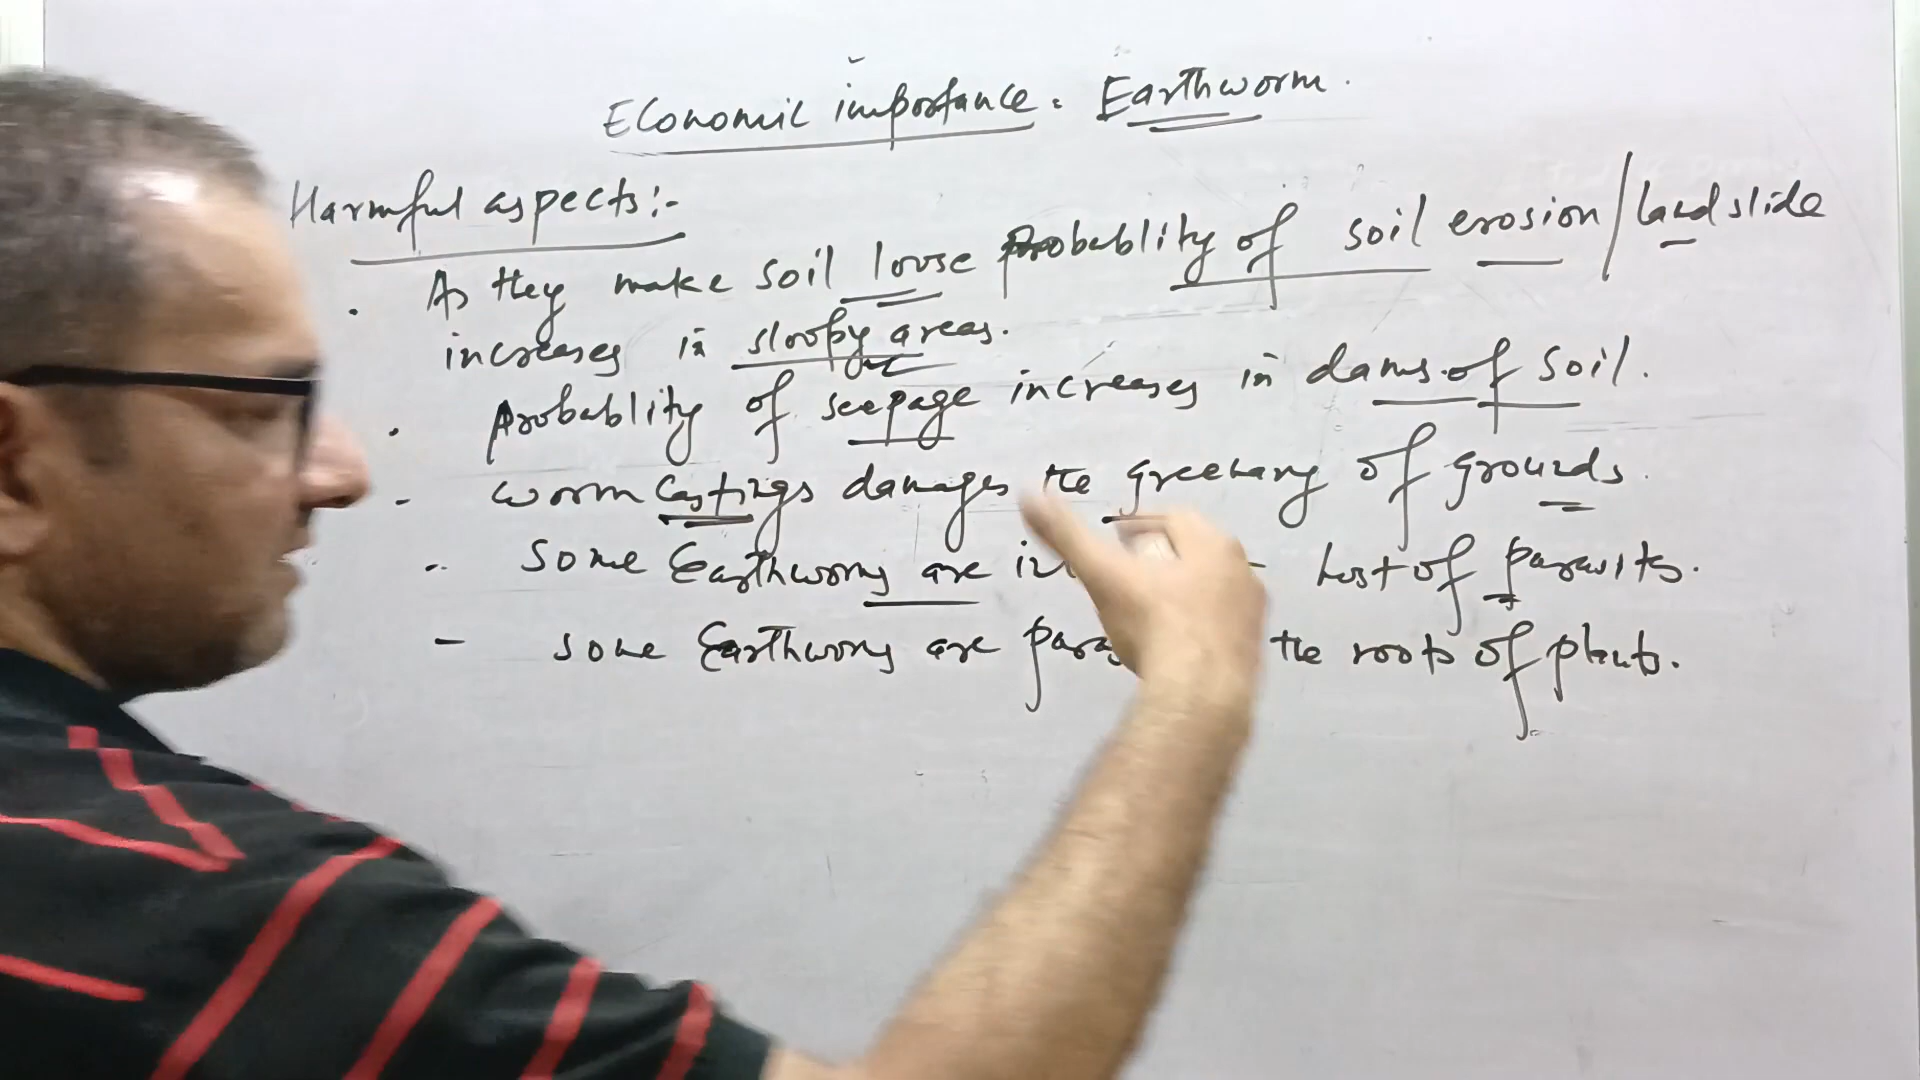 Economic importance. Earthworm.
Harmful aspects:-
. As they make soil loose probablity of soil erosion/landslide
increases in sloopy areas.
. Probablity of seepage increases in dams of soil.
- worm castings damages the greenary of grounds.
- Some Earthworms are host of parasits.
- some Earthworms are the roots of plants.